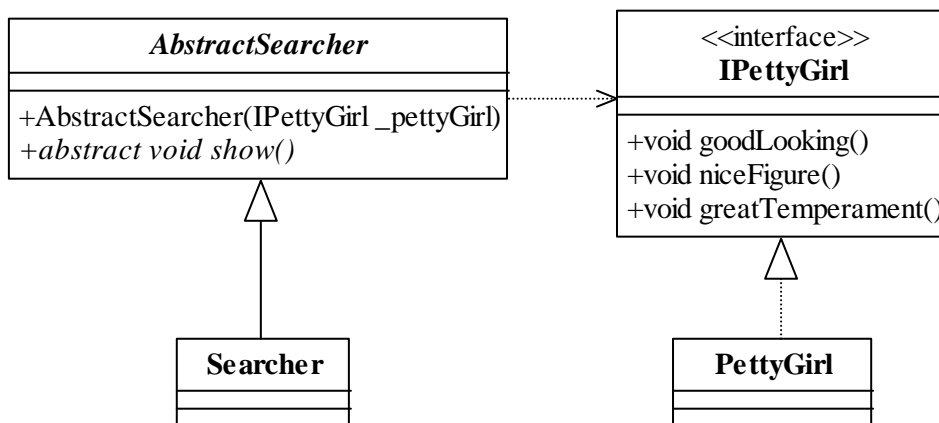 AbstractSearcher
+AbstractSearcher(IPettyGirl _pettyGirl)
+abstract void show()
<<interface>>
IPettyGirl
+void goodLooking()
+void niceFigure()
+void greatTemperament()
Searcher
PettyGirl